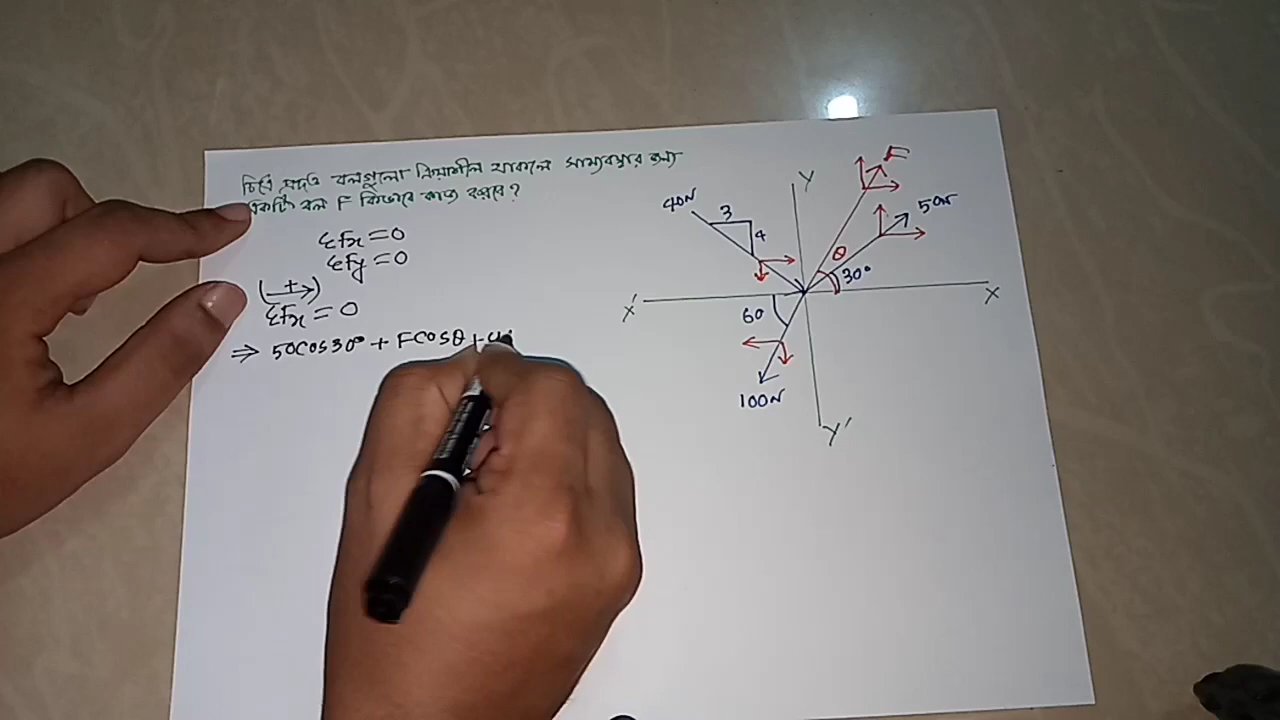 চিত্রে প্রদত্ত বলগুলো ক্রিয়াশীল থাকলে সাম্যবস্থার জন্য
একটি বল F কিভাবে কাজ করবে?
ΣFx = 0
ΣFy = 0
(+→)
ΣFx = 0
⇒ 50cos30° + Fcosθ +
Y
F
40N
3
4
50N
θ
30°
X'
X
60
100N
Y'